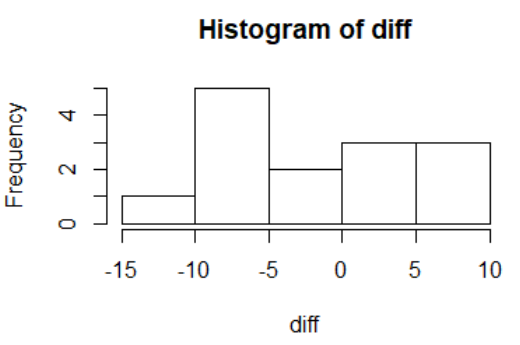 Histogram of diff
Frequency
4
2
0
-15 -10 -5 0 5 10
diff